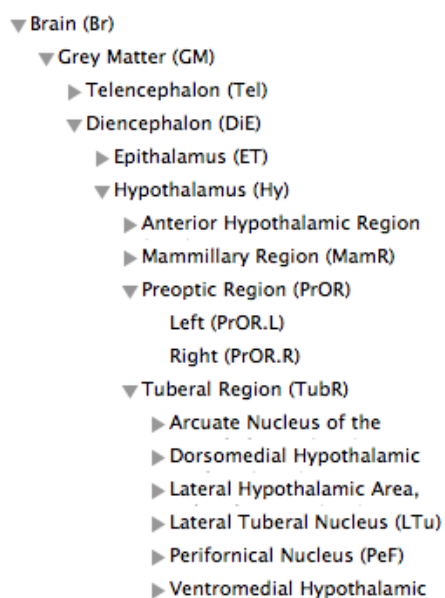 Brain (Br)
Grey Matter (GM)
Telencephalon (Tel)
Diencephalon (DiE)
Epithalamus (ET)
Hypothalamus (Hy)
Anterior Hypothalamic Region
Mammillary Region (MamR)
Preoptic Region (PrOR)
Left (PrOR.L)
Right (PrOR.R)
Tuberal Region (TubR)
Arcuate Nucleus of the
Dorsomedial Hypothalamic
Lateral Hypothalamic Area,
Lateral Tuberal Nucleus (LTu)
Perifornical Nucleus (PeF)
Ventromedial Hypothalamic